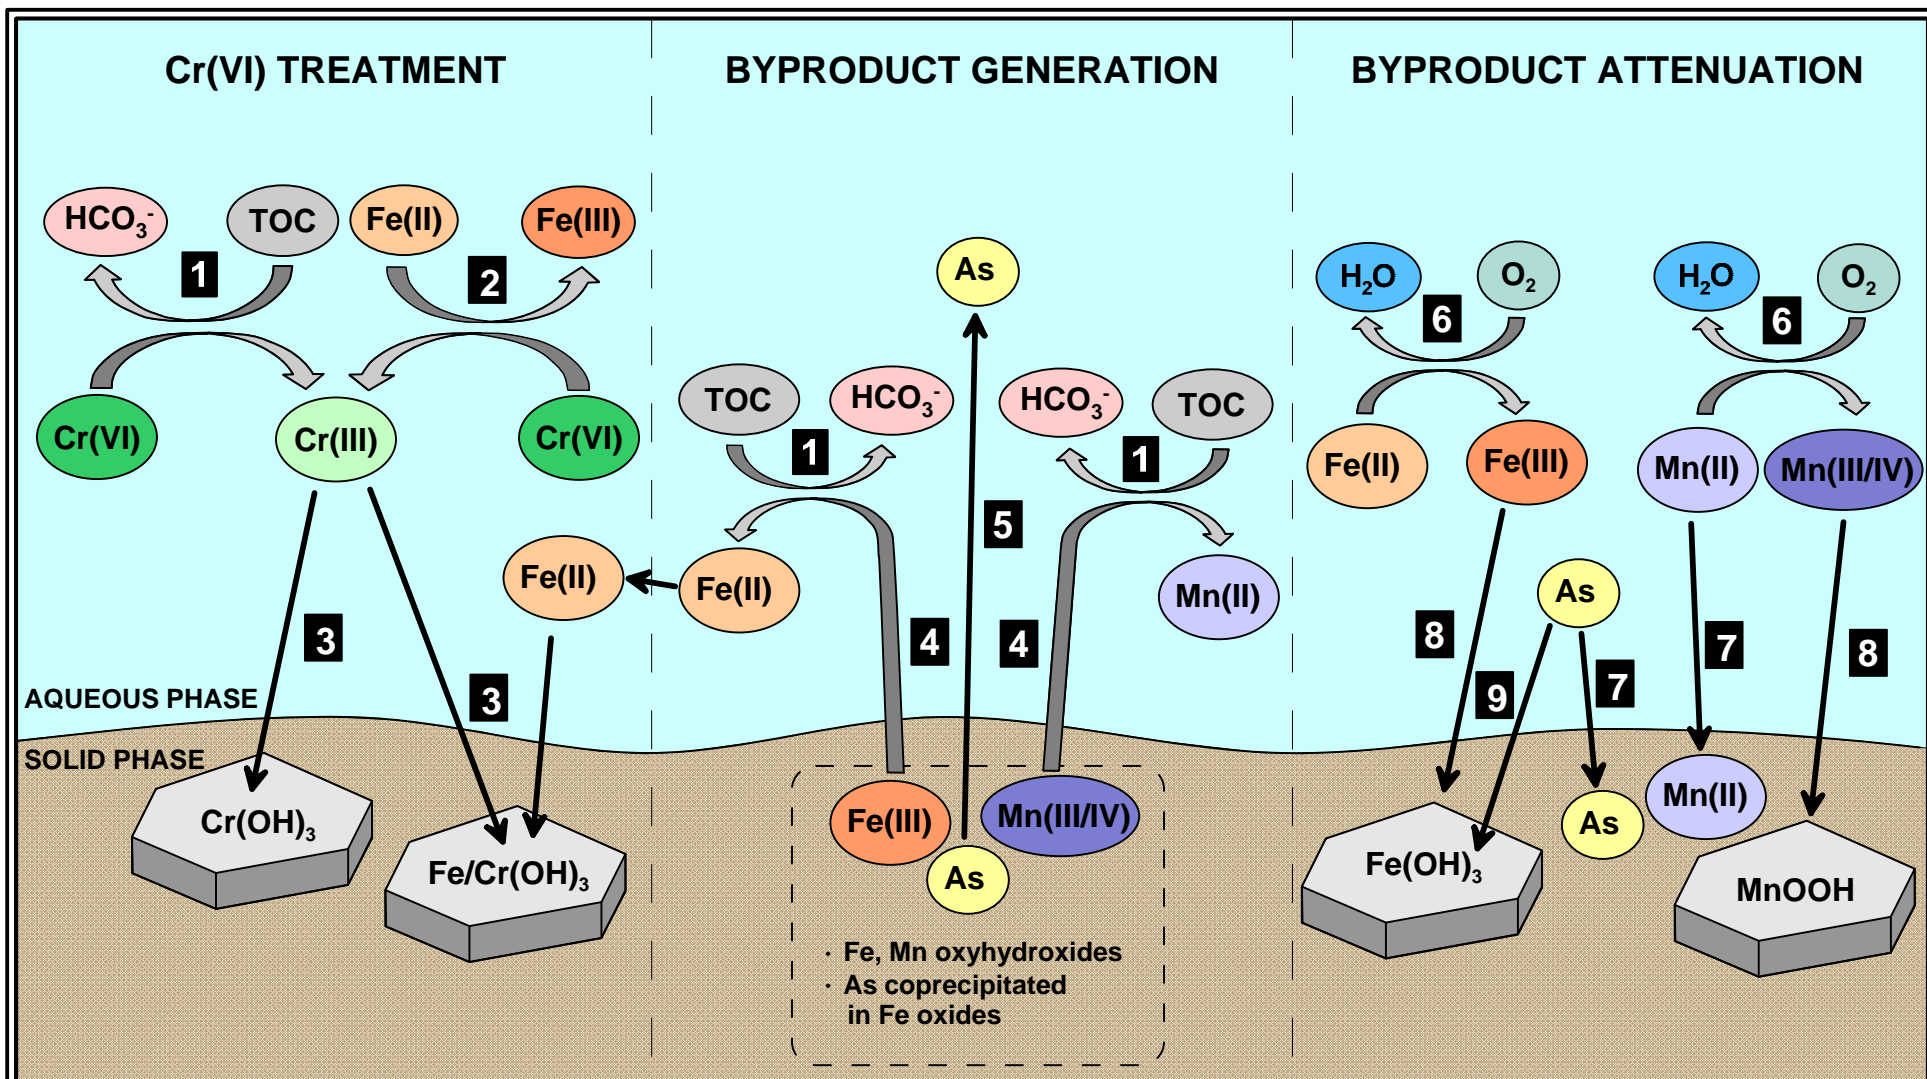 Cr(VI) TREATMENT
HCO₃⁻
TOC
Fe(II)
Fe(III)
1
2
Cr(VI)
Cr(III)
Cr(VI)
Fe(II)
3
3
AQUEOUS PHASE
SOLID PHASE
Cr(OH)₃
Fe/Cr(OH)₃
BYPRODUCT GENERATION
As
TOC
HCO₃⁻
HCO₃⁻
TOC
1
1
5
Fe(II)
Mn(II)
4
4
Fe(III)
Mn(III/IV)
As
· Fe, Mn oxyhydroxides
· As coprecipitated
in Fe oxides
BYPRODUCT ATTENUATION
H₂O
O₂
H₂O
O₂
6
6
Fe(II)
Fe(III)
Mn(II)
Mn(III/IV)
As
8
7
8
9
7
Mn(II)
As
Fe(OH)₃
MnOOH